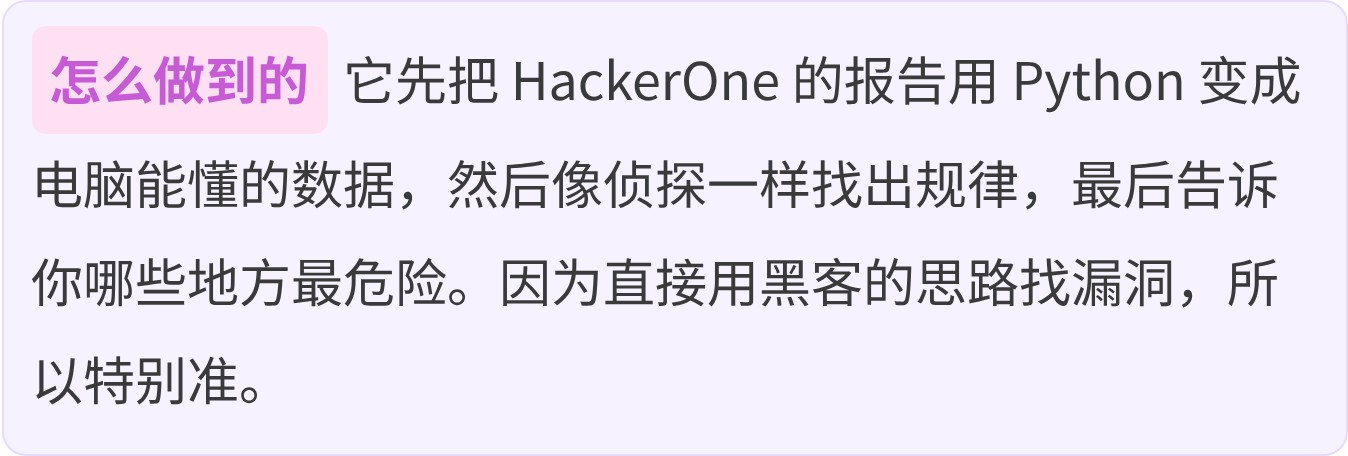 怎么做到的 它先把 HackerOne 的报告用 Python 变成
电脑能懂的数据，然后像侦探一样找出规律，最后告诉
你哪些地方最危险。因为直接用黑客的思路找漏洞，所
以特别准。